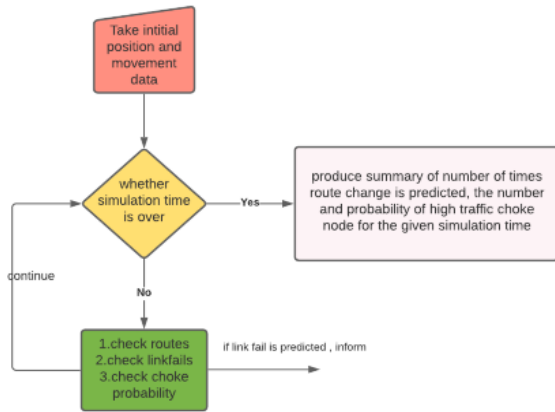 Take intitial
position and
movement
data
whether
simulation time
is over
Yes
produce summary of number of times
route change is predicted, the number
and probability of high traffic choke
node for the given simulation time
continue
No
1.check routes
2.check linkfails
3.check choke
probability
if link fail is predicted , inform